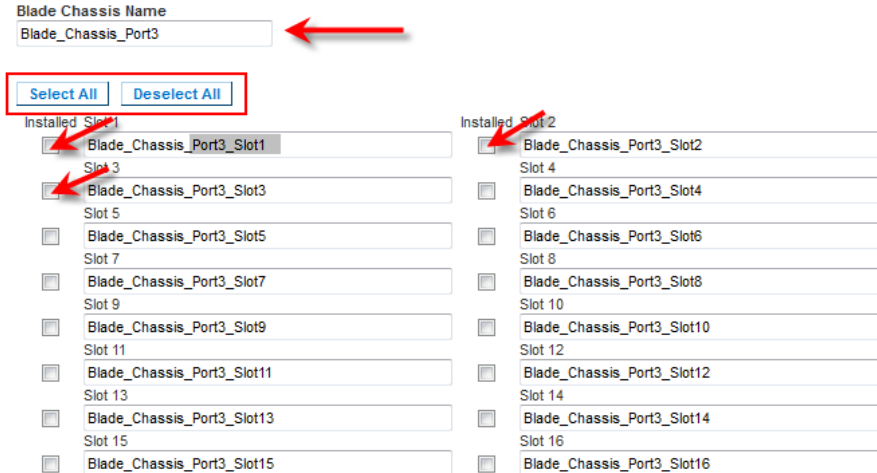 Blade Chassis Name
Blade_Chassis_Port3
Select All Deselect All
Installed Slot 1 Installed Slot 2
Blade_Chassis_Port3_Slot1 Blade_Chassis_Port3_Slot2
Slot 3 Slot 4
Blade_Chassis_Port3_Slot3 Blade_Chassis_Port3_Slot4
Slot 5 Slot 6
Blade_Chassis_Port3_Slot5 Blade_Chassis_Port3_Slot6
Slot 7 Slot 8
Blade_Chassis_Port3_Slot7 Blade_Chassis_Port3_Slot8
Slot 9 Slot 10
Blade_Chassis_Port3_Slot9 Blade_Chassis_Port3_Slot10
Slot 11 Slot 12
Blade_Chassis_Port3_Slot11 Blade_Chassis_Port3_Slot12
Slot 13 Slot 14
Blade_Chassis_Port3_Slot13 Blade_Chassis_Port3_Slot14
Slot 15 Slot 16
Blade_Chassis_Port3_Slot15 Blade_Chassis_Port3_Slot16